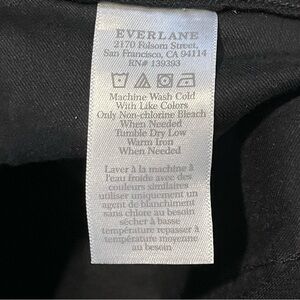 EVERLANE
2170 Folsom Street,
San Francisco, CA 94114
RN# 139393
Machine Wash Cold
With Like Colors
Only Non-chlorine Bleach
When Needed
Tumble Dry Low
Warm Iron
When Needed
Laver à la machine à
l'eau froide avec des
couleurs similaires
utiliser uniquement un
agent de blanchiment
sans chlore au besoin
sécher à basse
température repasser à
température moyenne
au besoin